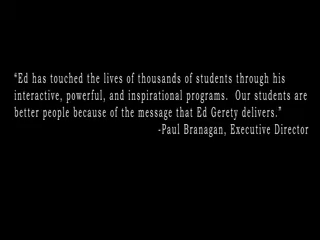 “Ed has touched the lives of thousands of students through his
interactive, powerful, and inspirational programs.  Our students are
better people because of the message that Ed Gerety delivers.”
-Paul Branagan, Executive Director